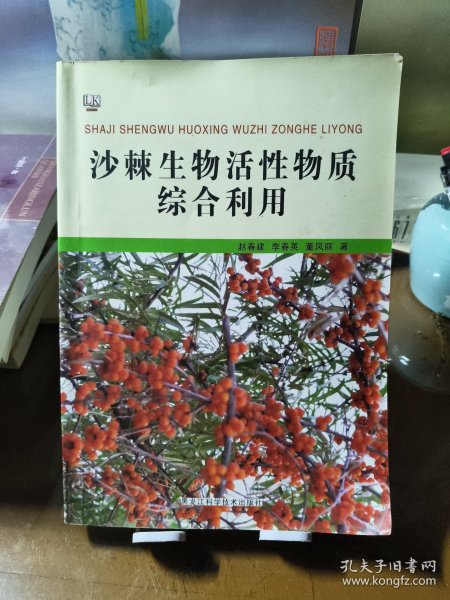 LK
SHAJI SHENGWU HUOXING WUZHI ZONGHE LIYONG
沙棘生物活性物质
综合利用
赵春建 李春英 董凤丽 著
黑龙江科学技术出版社
孔夫子旧书网
www.kongfz.com